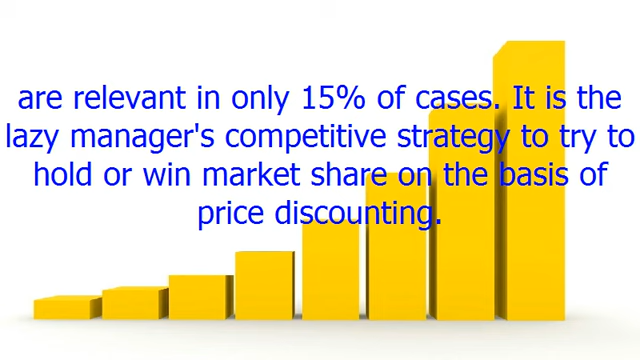 are relevant in only 15% of cases. It is the
lazy manager's competitive strategy to try to
hold or win market share on the basis of
price discounting.